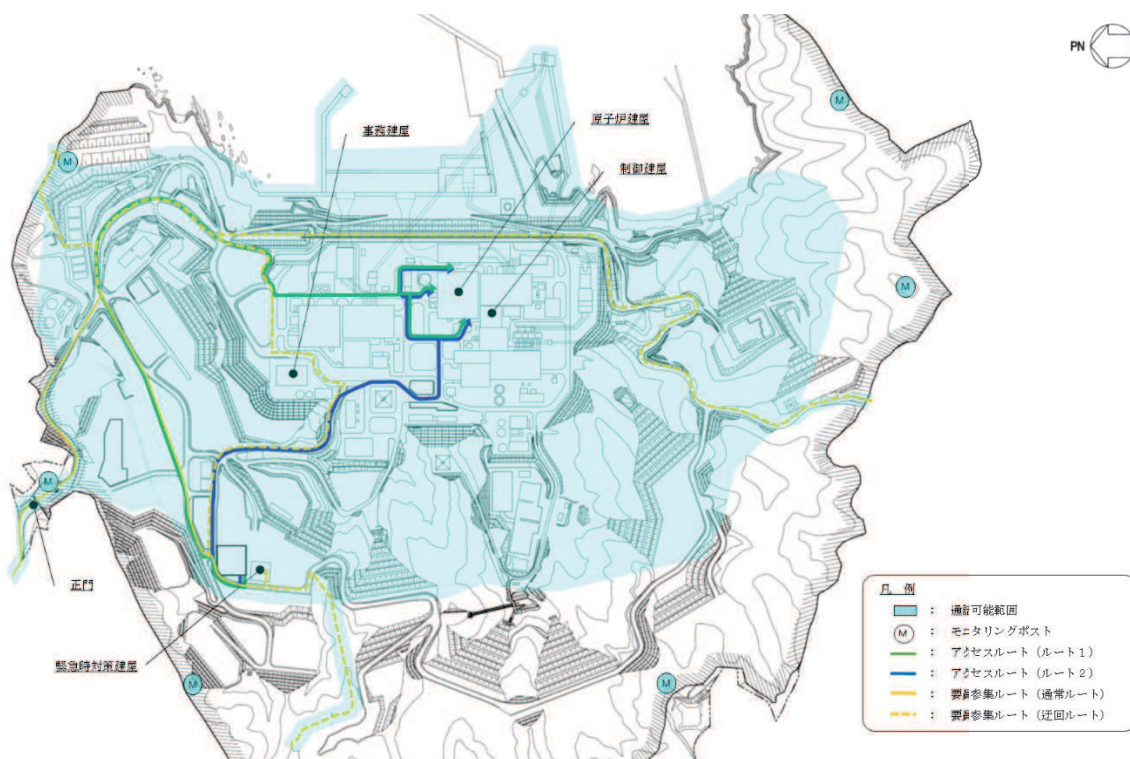 PN
M
事務建屋
原子炉建屋
制御建屋
M
M
M
正門
緊急時対策建屋
M
M
凡 例
： 通話可能範囲
M ： モニタリングポスト
： アクセスルート（ルート１）
： アクセスルート（ルート２）
： 要員参集ルート（通常ルート）
： 要員参集ルート（迂回ルート）